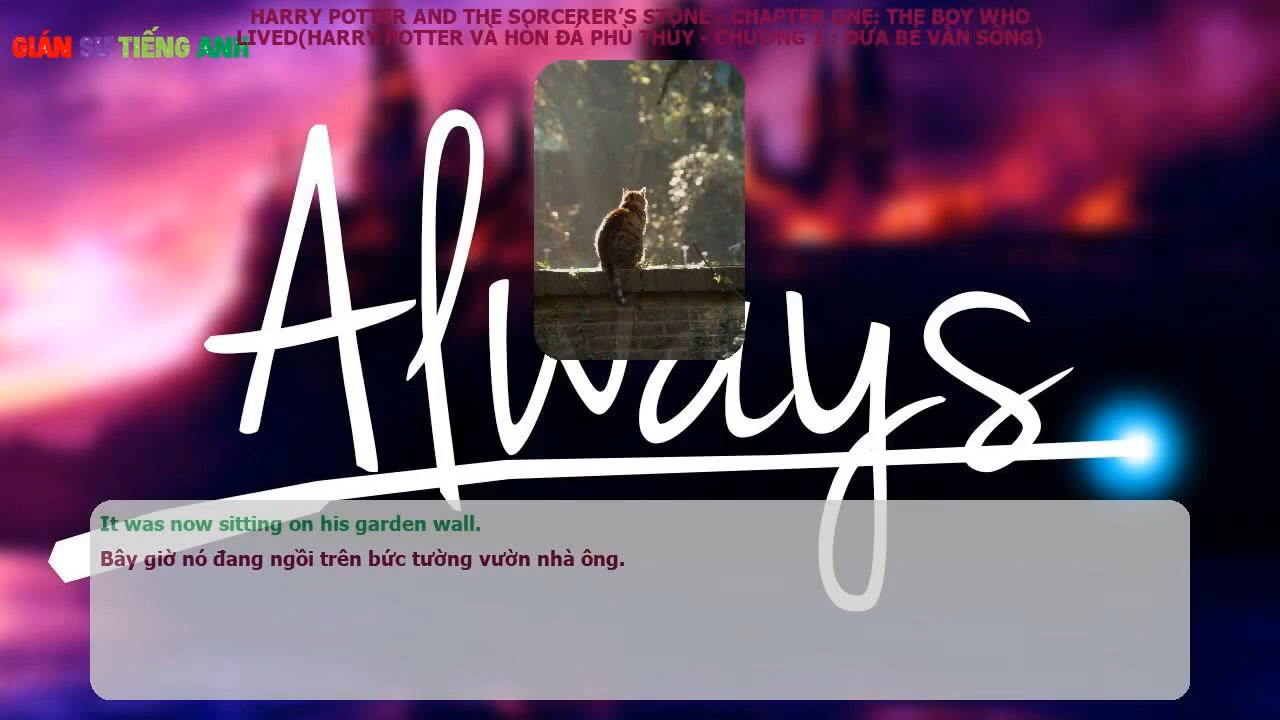 HARRY POTTER AND THE SORCERER’S STONE - CHAPTER ONE: THE BOY WHO
LIVED(HARRY POTTER VÀ HÒN ĐÁ PHÙ THỦY - CHƯƠNG 1 : ĐỨA BÉ VẪN SỐNG)
GIÁN SƯ TIẾNG ANH
Always
It was now sitting on his garden wall.
Bây giờ nó đang ngồi trên bức tường vườn nhà ông.